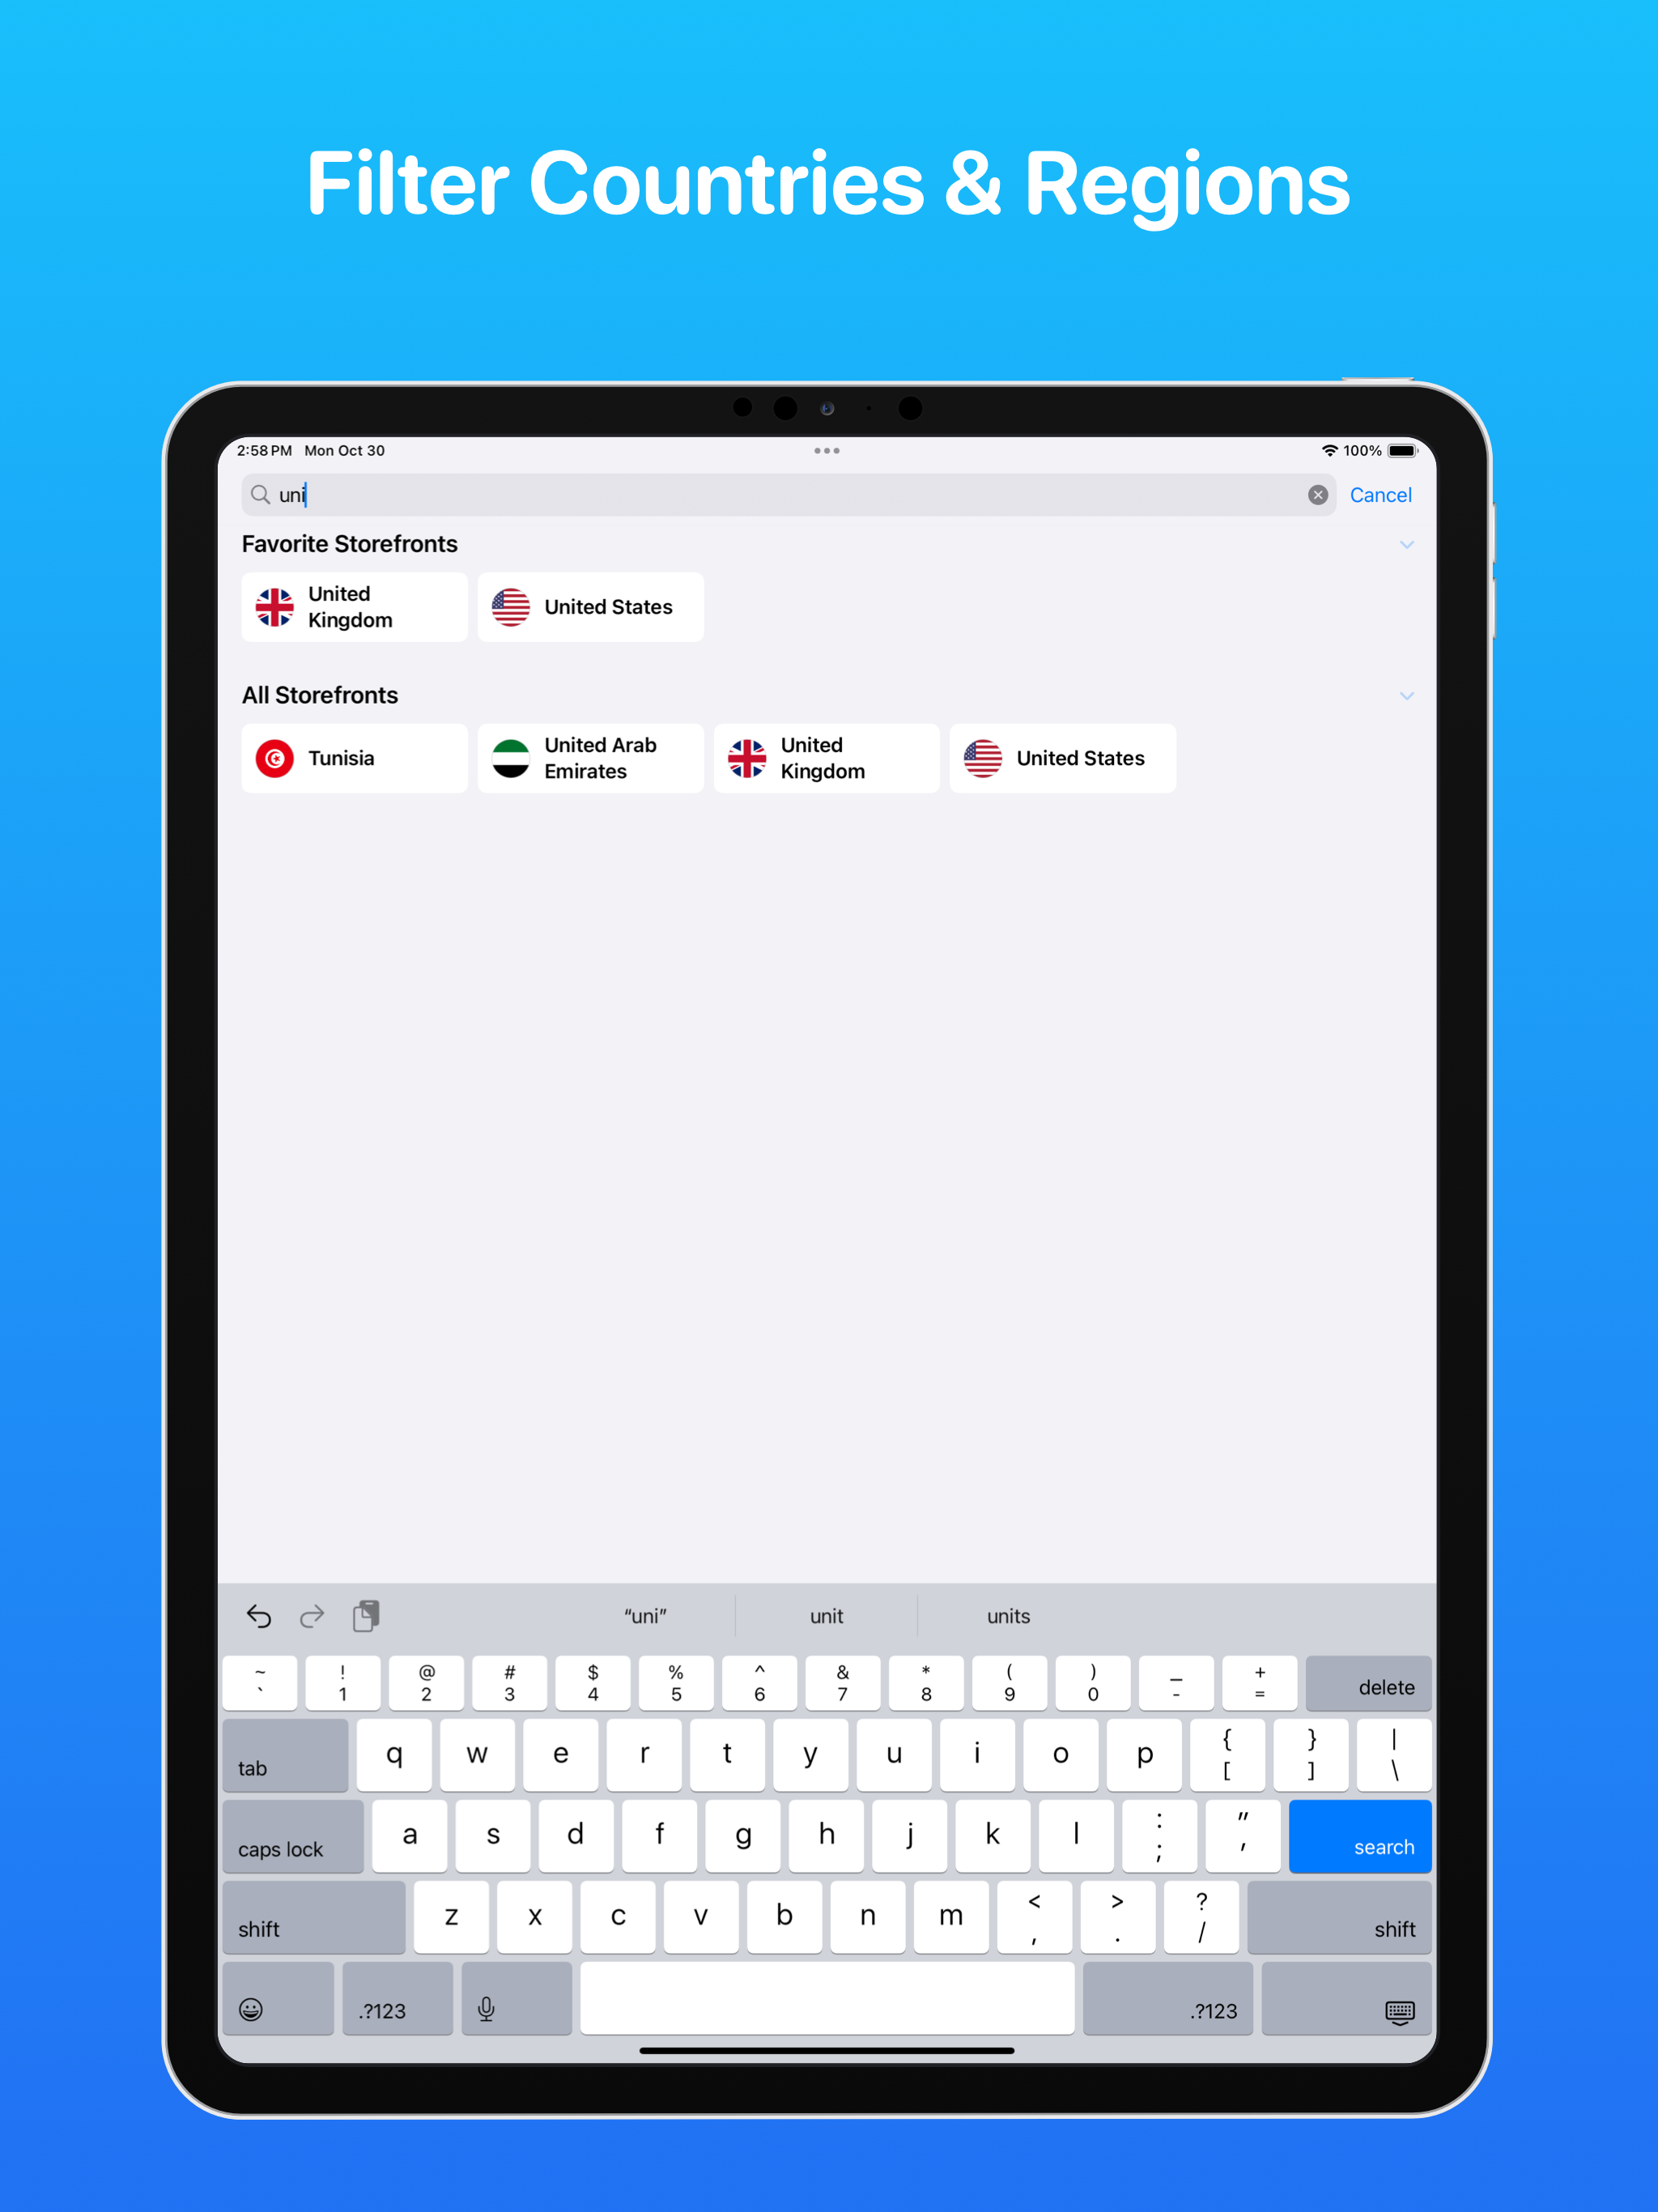 Filter Countries & Regions
2:58 PM Mon Oct 30
100%
uni
Cancel
Favorite Storefronts
United
Kingdom
United States
All Storefronts
Tunisia
United Arab
Emirates
United
Kingdom
United States
“uni” unit units
~ ! @ # $ % ^ & * ( ) _ +
` 1 2 3 4 5 6 7 8 9 0 - = delete
tab q w e r t y u i o p { } |
[ ] \
caps lock a s d f g h j k l : "
; ' search
shift z x c v b n m < > ?
, . / shift
.?123 .?123